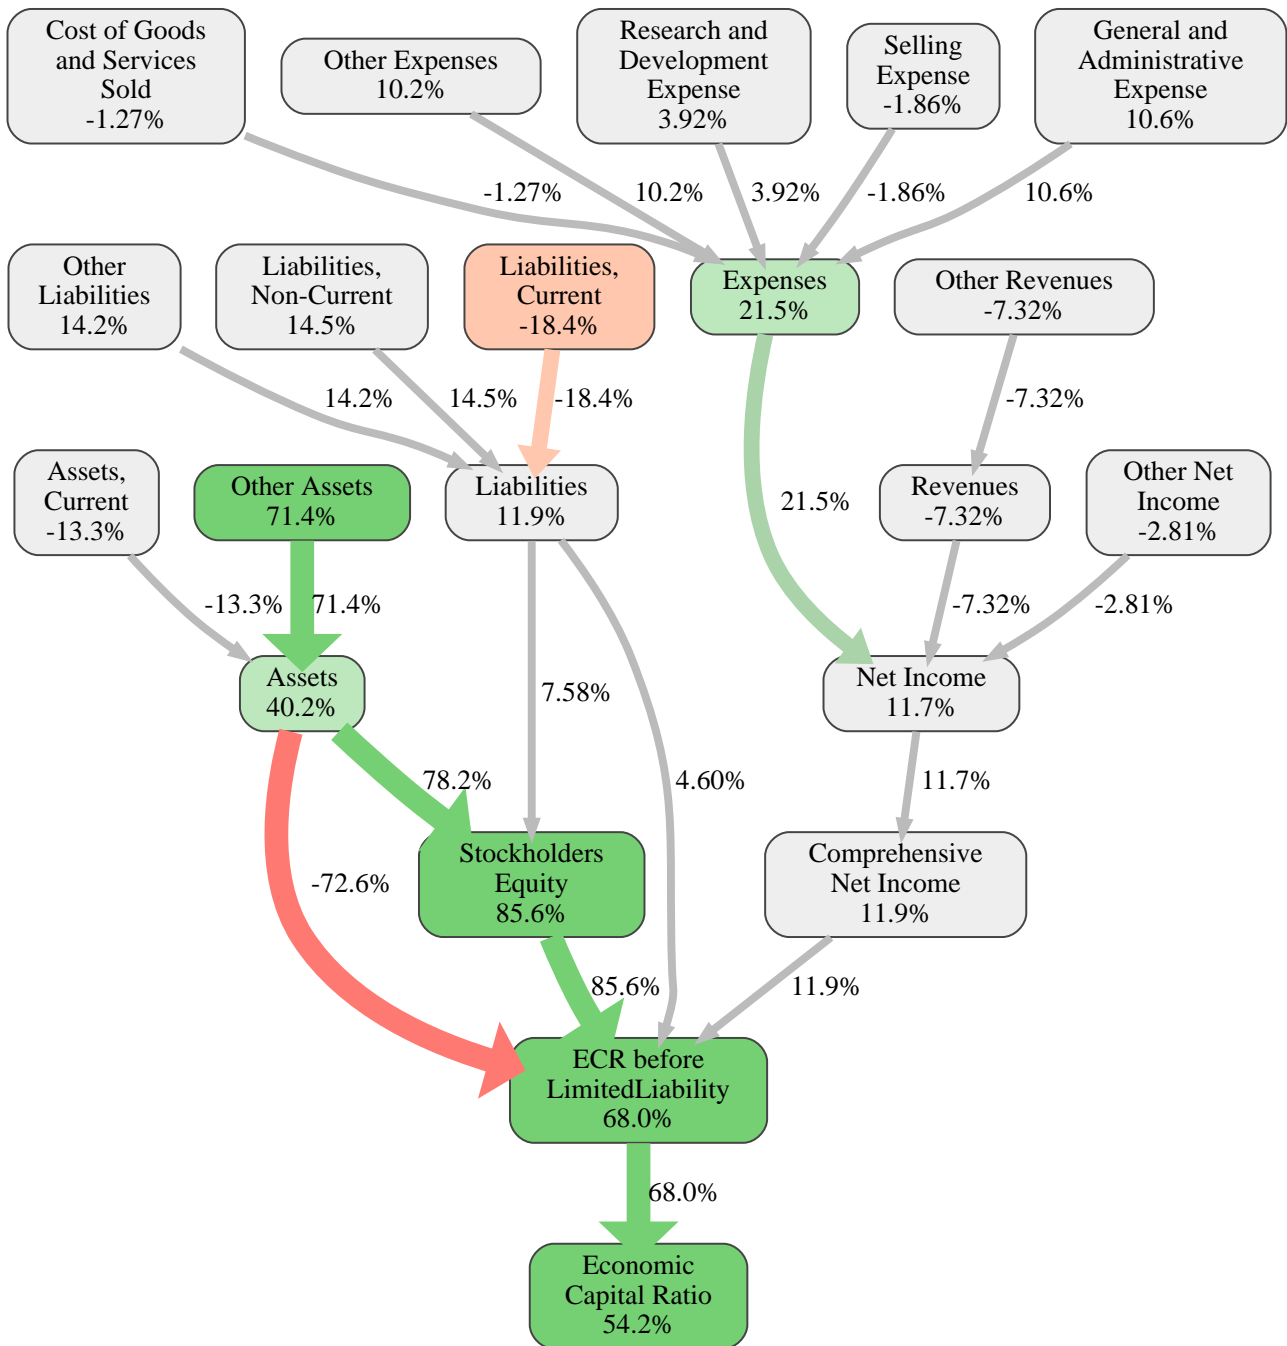 Cost of Goods
and Services
Sold
-1.27%
Other Expenses
10.2%
Research and
Development
Expense
3.92%
Selling
Expense
-1.86%
General and
Administrative
Expense
10.6%
-1.27%
10.2%
3.92%
-1.86%
10.6%
Other
Liabilities
14.2%
Liabilities,
Non-Current
14.5%
Liabilities,
Current
-18.4%
Expenses
21.5%
Other Revenues
-7.32%
14.2%
14.5%
-18.4%
-7.32%
Assets,
Current
-13.3%
Other Assets
71.4%
Liabilities
11.9%
21.5%
Revenues
-7.32%
Other Net
Income
-2.81%
-13.3%
71.4%
-7.32%
-2.81%
Assets
40.2%
7.58%
Net Income
11.7%
78.2%
4.60%
11.7%
-72.6%
Stockholders
Equity
85.6%
Comprehensive
Net Income
11.9%
85.6%
11.9%
ECR before
LimitedLiability
68.0%
68.0%
Economic
Capital Ratio
54.2%